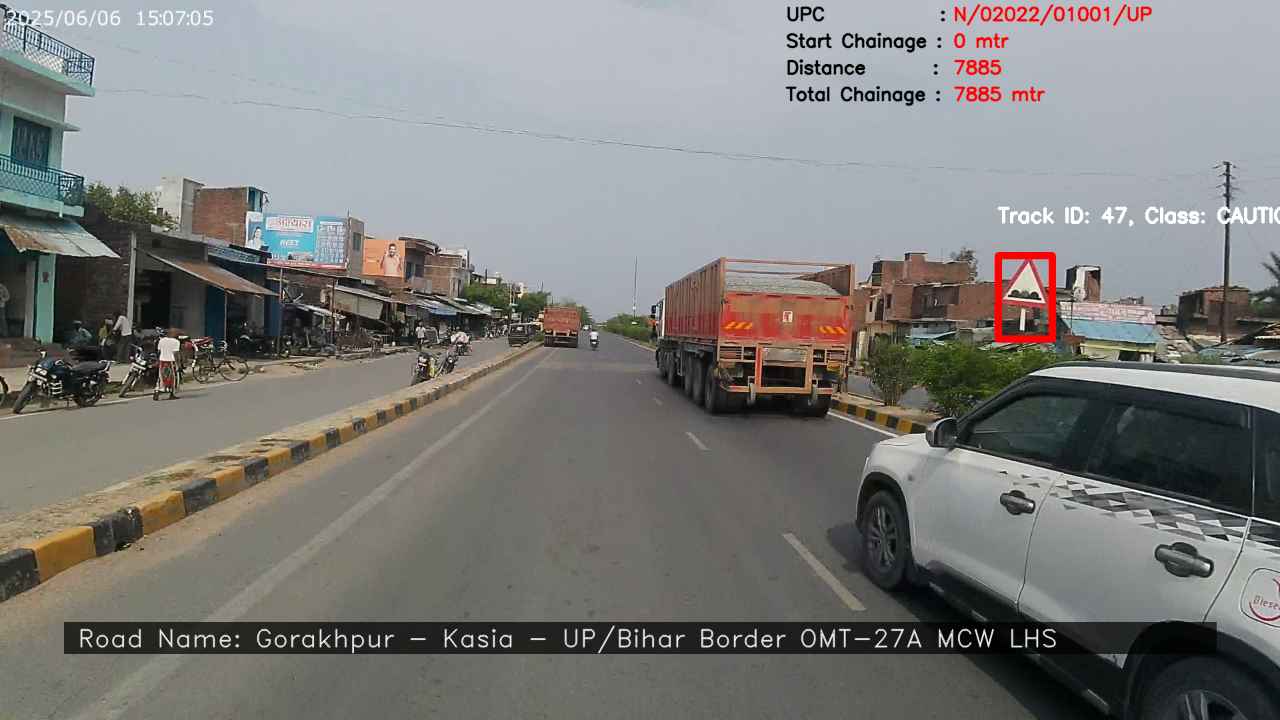 2025/06/06 15:07:05
UPC : N/02022/01001/UP
Start Chainage : 0 mtr
Distance : 7885
Total Chainage : 7885 mtr
Track ID: 47, Class: CAUTIO
Road Name: Gorakhpur - Kasia - UP/Bihar Border OMT-27A MCW LHS